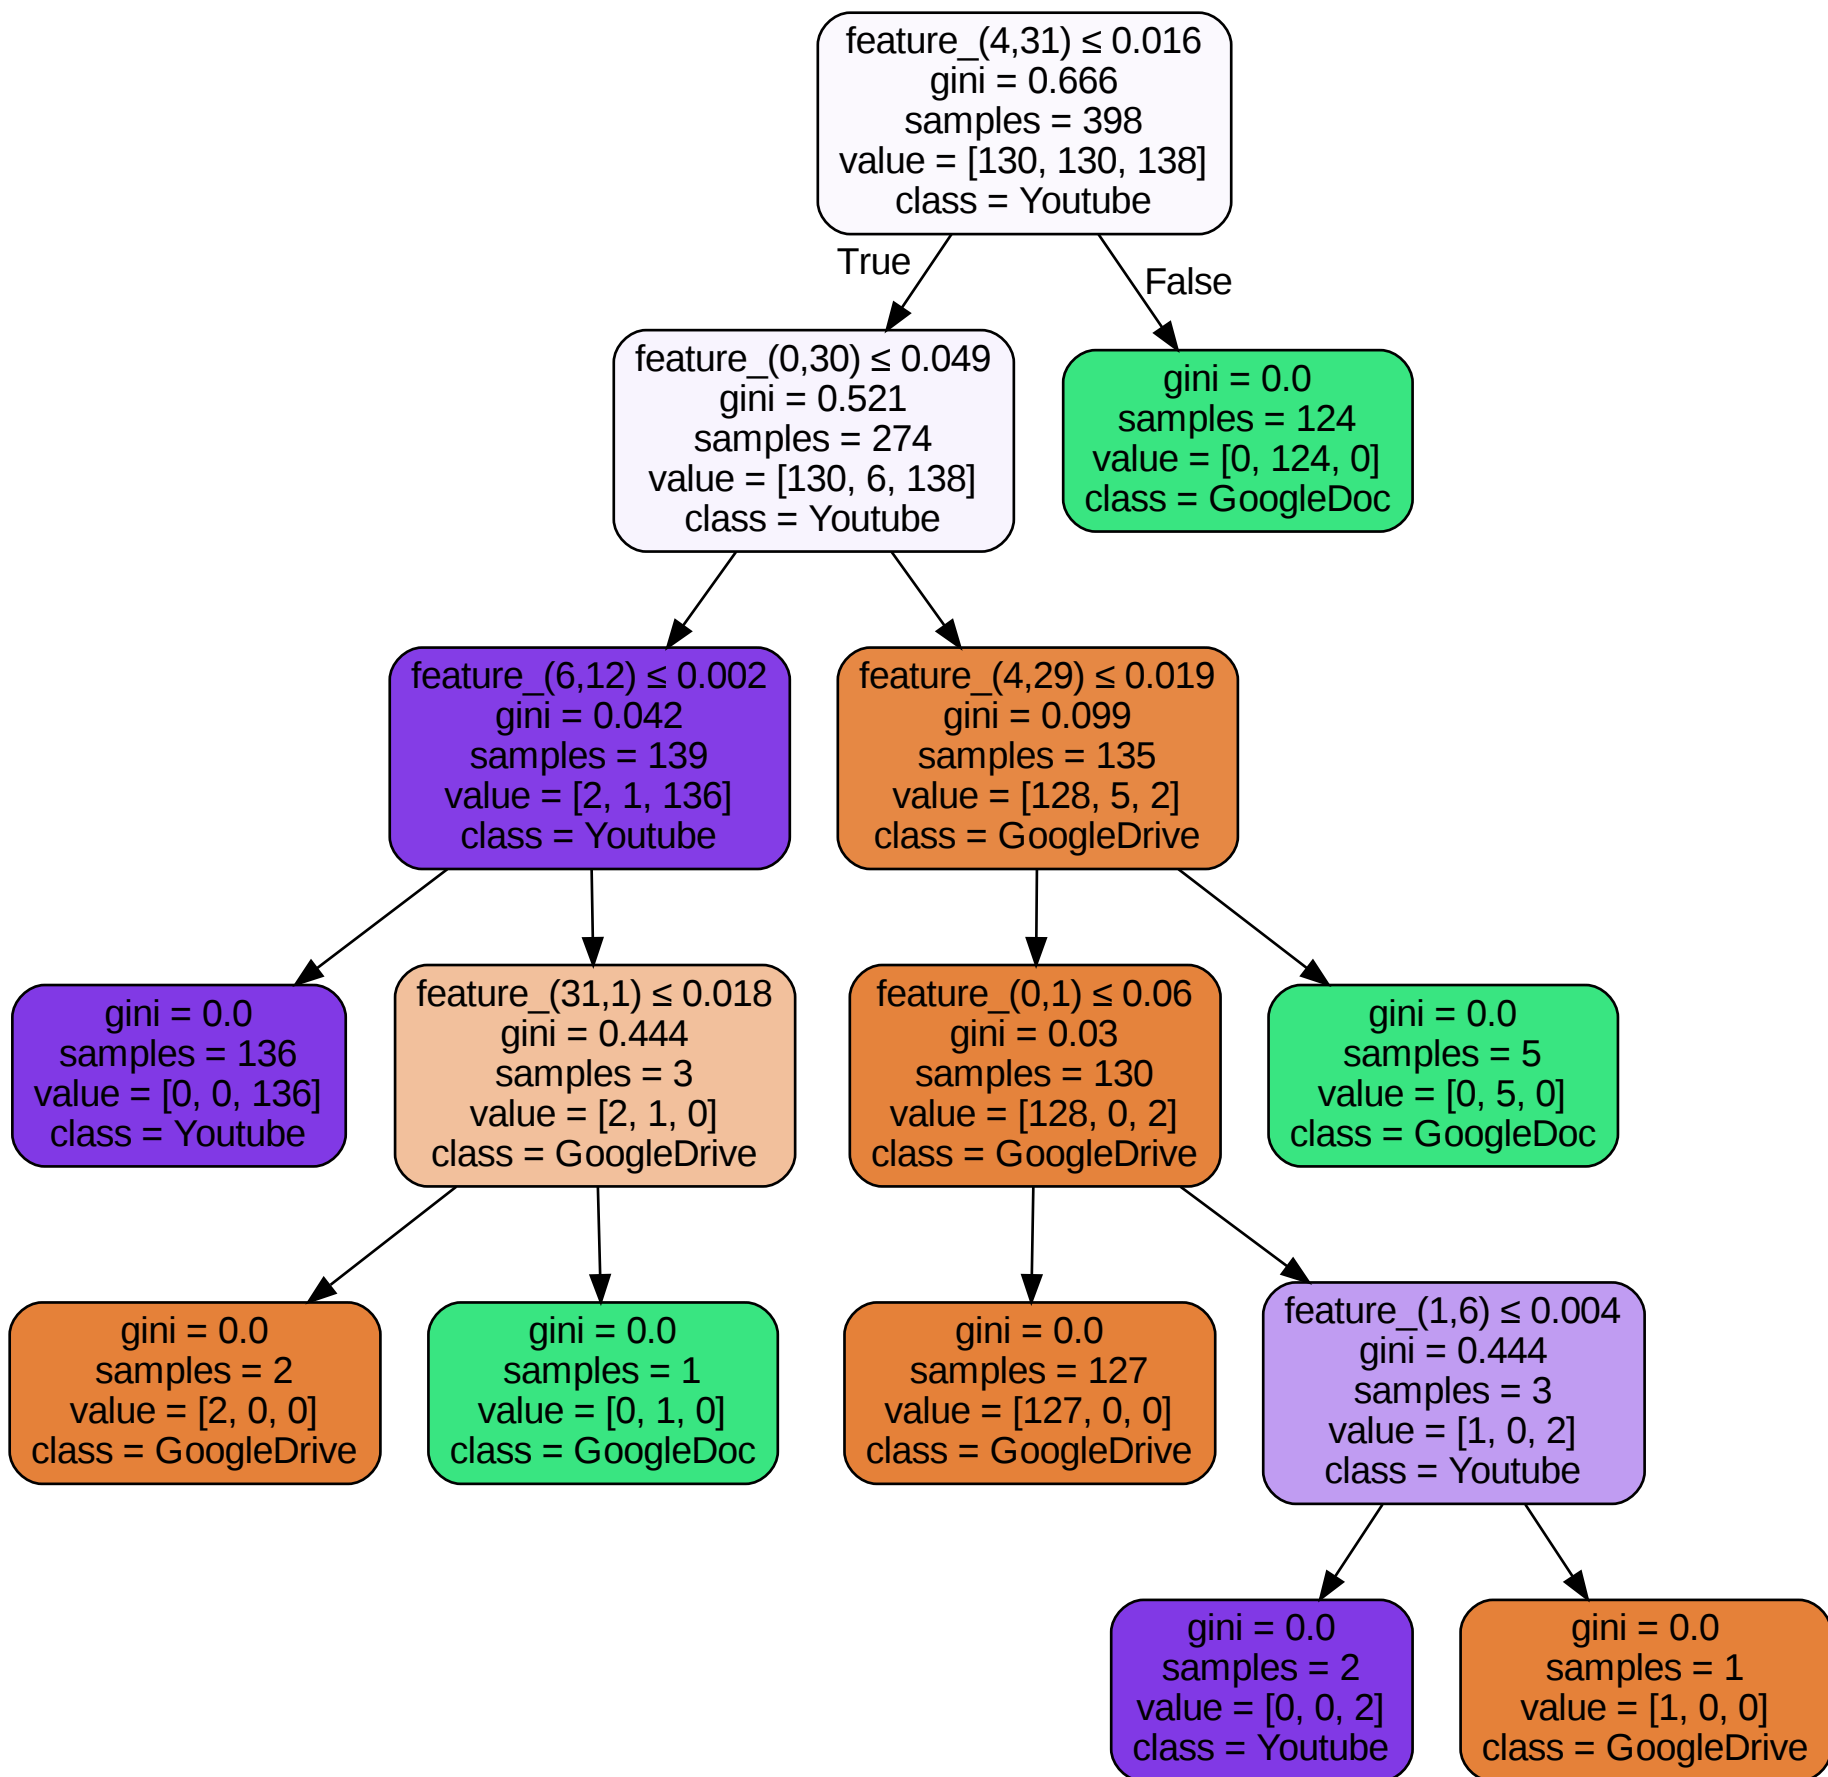 feature_(4,31) ≤ 0.016
gini = 0.666
samples = 398
value = [130, 130, 138]
class = Youtube
True
False
feature_(0,30) ≤ 0.049
gini = 0.521
samples = 274
value = [130, 6, 138]
class = Youtube
gini = 0.0
samples = 124
value = [0, 124, 0]
class = GoogleDoc
feature_(6,12) ≤ 0.002
gini = 0.042
samples = 139
value = [2, 1, 136]
class = Youtube
feature_(4,29) ≤ 0.019
gini = 0.099
samples = 135
value = [128, 5, 2]
class = GoogleDrive
gini = 0.0
samples = 136
value = [0, 0, 136]
class = Youtube
feature_(31,1) ≤ 0.018
gini = 0.444
samples = 3
value = [2, 1, 0]
class = GoogleDrive
feature_(0,1) ≤ 0.06
gini = 0.03
samples = 130
value = [128, 0, 2]
class = GoogleDrive
gini = 0.0
samples = 5
value = [0, 5, 0]
class = GoogleDoc
gini = 0.0
samples = 2
value = [2, 0, 0]
class = GoogleDrive
gini = 0.0
samples = 1
value = [0, 1, 0]
class = GoogleDoc
gini = 0.0
samples = 127
value = [127, 0, 0]
class = GoogleDrive
feature_(1,6) ≤ 0.004
gini = 0.444
samples = 3
value = [1, 0, 2]
class = Youtube
gini = 0.0
samples = 2
value = [0, 0, 2]
class = Youtube
gini = 0.0
samples = 1
value = [1, 0, 0]
class = GoogleDrive